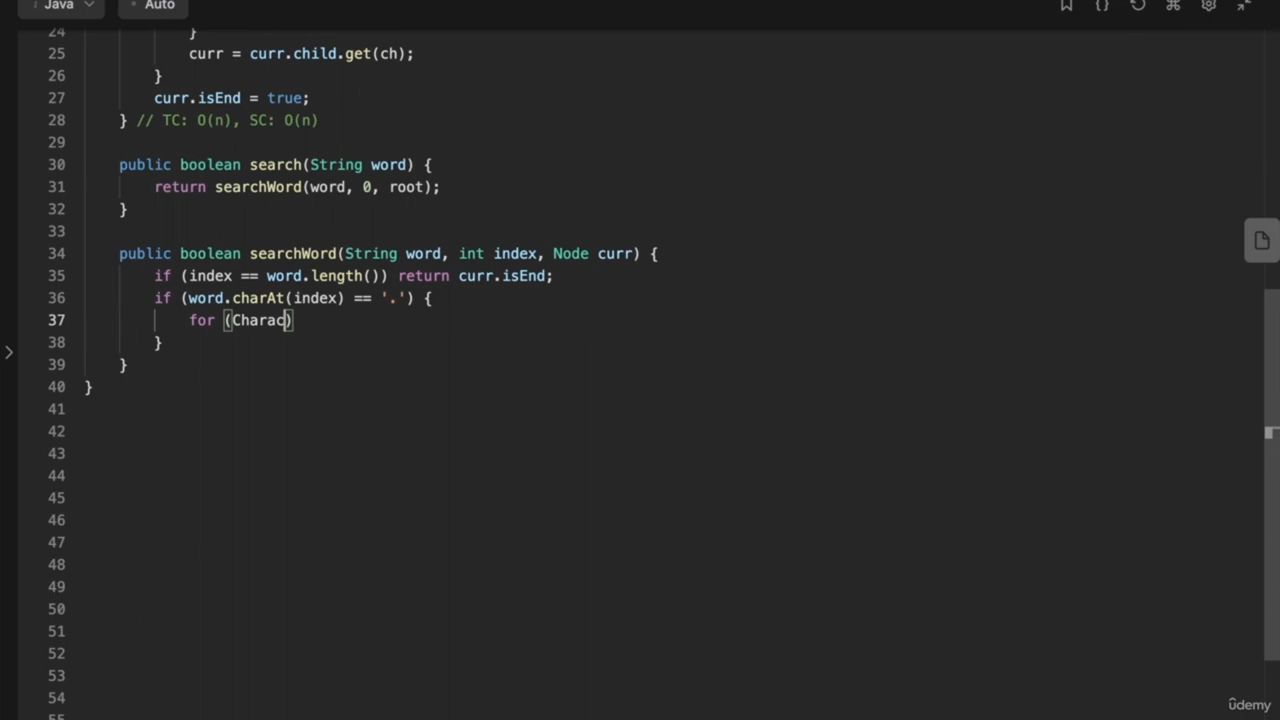 Java
Auto
24 }
25 curr = curr.child.get(ch);
26 }
27 curr.isEnd = true;
28 } // TC: O(n), SC: O(n)
29
30 public boolean search(String word) {
31 return searchWord(word, 0, root);
32 }
33
34 public boolean searchWord(String word, int index, Node curr) {
35 if (index == word.length()) return curr.isEnd;
36 if (word.charAt(index) == '.') {
37 for (Charac)
38 }
39 }
40 }
41
42
43
44
45
46
47
48
49
50
51
52
53
54
55
ûdemy